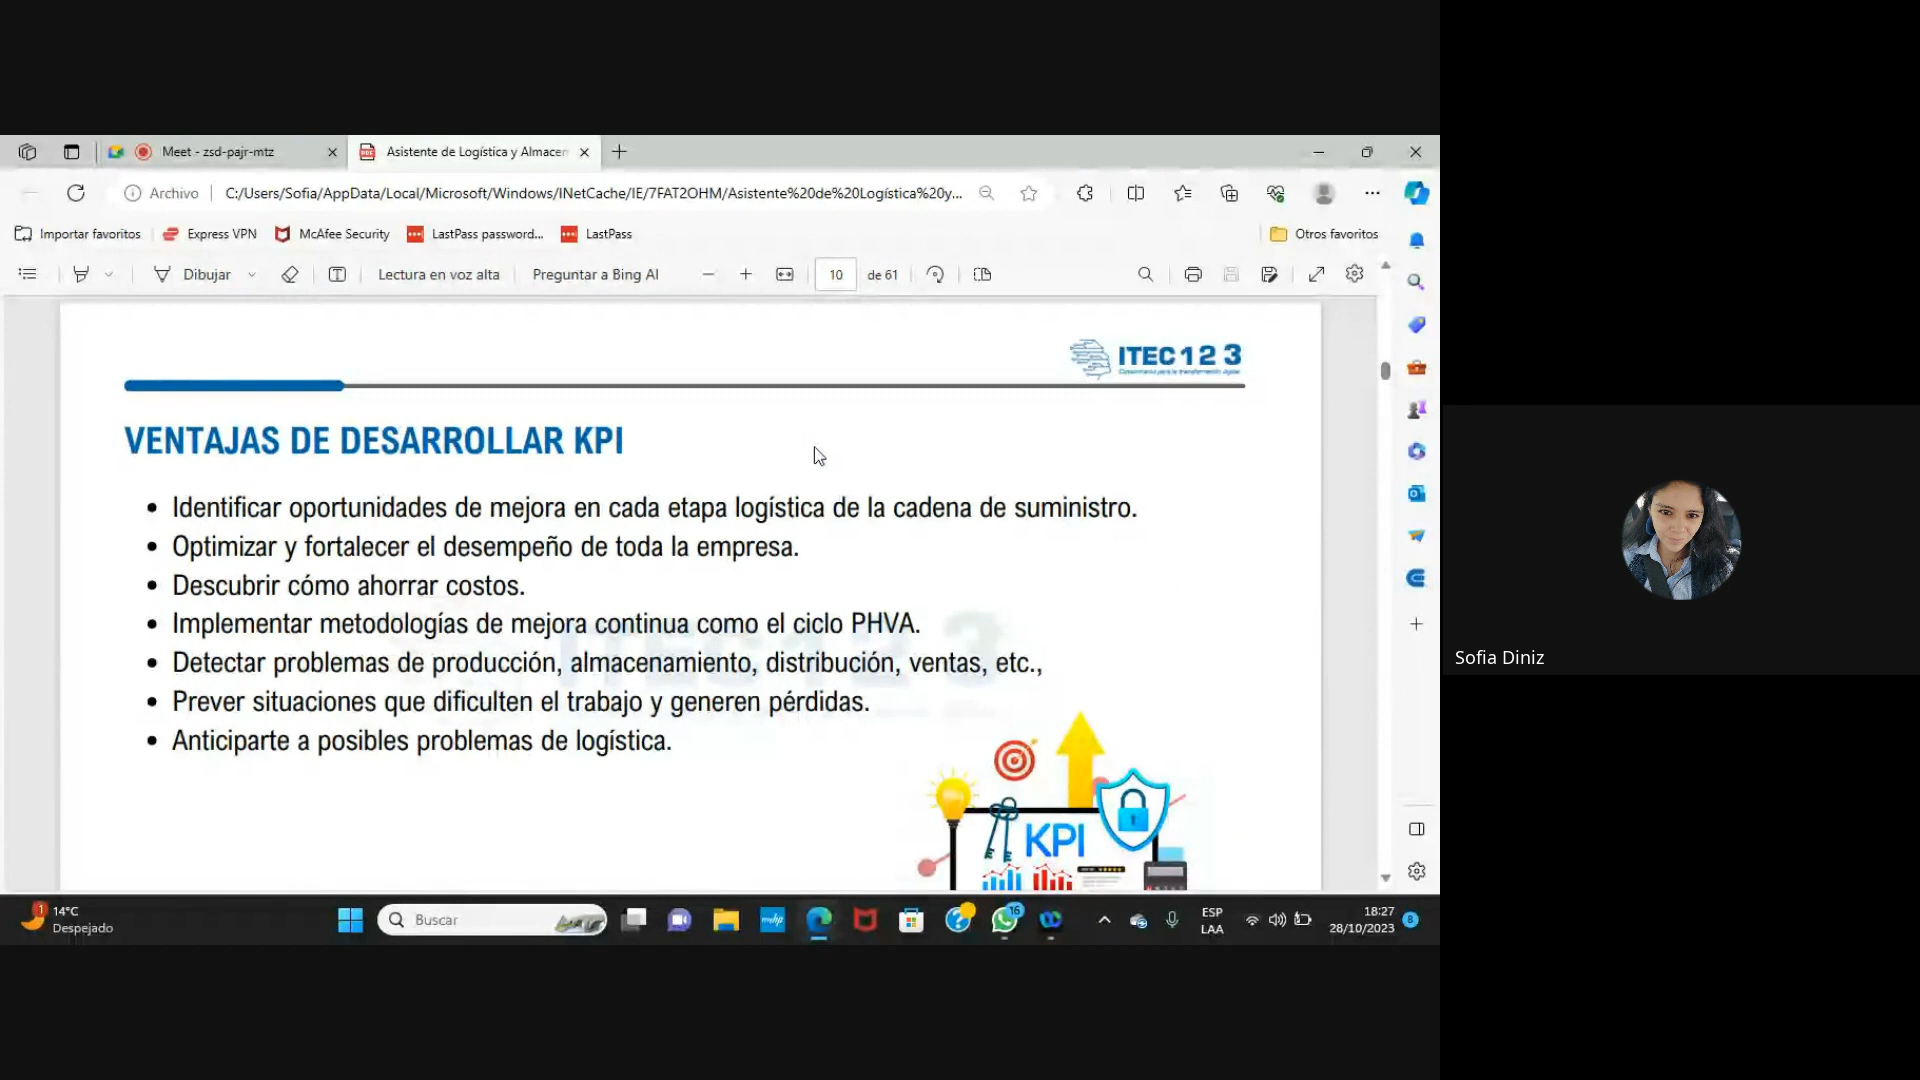 Meet - zsd-pajr-mtz
Asistente de Logística y Almacen
Archivo
C:/Users/Sofia/AppData/Local/Microsoft/Windows/INetCache/IE/7FAT2OHM/Asistente%20de%20Logística%20y...
Importar favoritos
Express VPN
McAfee Security
LastPass password...
LastPass
Otros favoritos
Dibujar
Lectura en voz alta
Preguntar a Bing AI
10
de 61
ITEC 1 2 3
VENTAJAS DE DESARROLLAR KPI
• Identificar oportunidades de mejora en cada etapa logística de la cadena de suministro.
• Optimizar y fortalecer el desempeño de toda la empresa.
• Descubrir cómo ahorrar costos.
• Implementar metodologías de mejora continua como el ciclo PHVA.
• Detectar problemas de producción, almacenamiento, distribución, ventas, etc.,
• Prever situaciones que dificulten el trabajo y generen pérdidas.
• Anticiparte a posibles problemas de logística.
KPI
Sofia Diniz
1
14°C
Despejado
Buscar
myhp
16
ESP
LAA
18:27
28/10/2023
8